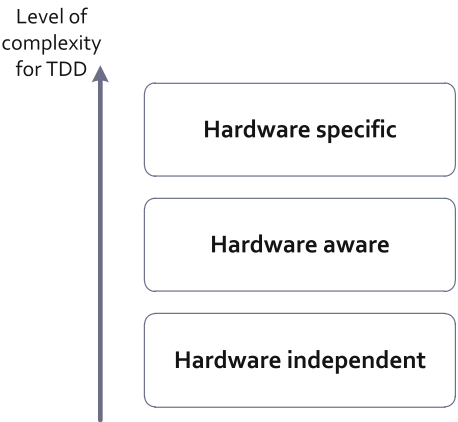 Level of
complexity
for TDD
Hardware specific
Hardware aware
Hardware independent